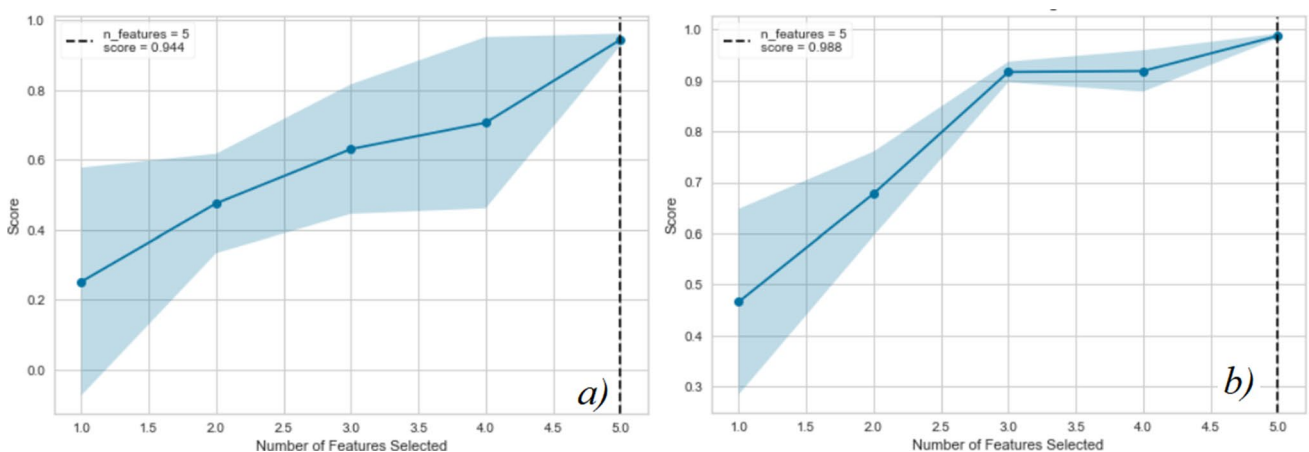 n_features = 5
score = 0.944
1.0
0.8
0.6
0.4
0.2
0.0
Score
1.0 1.5 2.0 2.5 3.0 3.5 4.0 4.5 5.0
Number of Features Selected
a)
n_features = 5
score = 0.988
1.0
0.9
0.8
0.7
0.6
0.5
0.4
0.3
Score
1.0 1.5 2.0 2.5 3.0 3.5 4.0 4.5 5.0
Number of Features Selected
b)